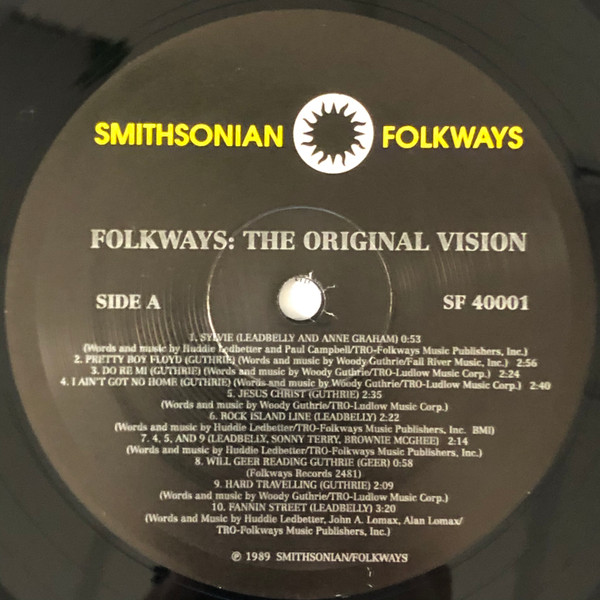 SMITHSONIAN FOLKWAYS
FOLKWAYS: THE ORIGINAL VISION
SIDE A SF 40001
1. SYLVIE (LEADBELLY AND ANNE GRAHAM) 0:53
(Words and music by Huddie Ledbetter and Paul Campbell/TRO-Folkways Music Publishers, Inc.)
2. PRETTY BOY FLOYD (GUTHRIE) (Words and music by Woody Guthrie/Fall River Music, Inc.) 2:56
3. DO RE MI (GUTHRIE) (Words and music by Woody Guthrie/TRO-Ludlow Music Corp.) 2:24
4. I AIN'T GOT NO HOME (GUTHRIE) (Words and music by Woody Guthrie/TRO-Ludlow Music Corp.) 2:40
5. JESUS CHRIST (GUTHRIE) 2:35
(Words and music by Woody Guthrie/TRO-Ludlow Music Corp.)
6. ROCK ISLAND LINE (LEADBELLY) 2:22
(Words and music by Huddie Ledbetter/TRO-Folkways Music Publishers, Inc. BMI)
7. 4, 5, AND 9 (LEADBELLY, SONNY TERRY, BROWNIE MCGHEE) 2:14
(Words and music by Huddie Ledbetter/TRO-Folkways Music Publishers, Inc.)
8. WILL GEER READING GUTHRIE (GEER) 0:58
(Folkways Records 2481)
9. HARD TRAVELLING (GUTHRIE) 2:09
(Words and music by Woody Guthrie/TRO-Ludlow Music Corp.)
10. FANNIN STREET (LEADBELLY) 3:20
(Words and Music by Huddie Ledbetter, John A. Lomax, Alan Lomax/
TRO-Folkways Music Publishers, Inc.)
℗ 1989 SMITHSONIAN/FOLKWAYS